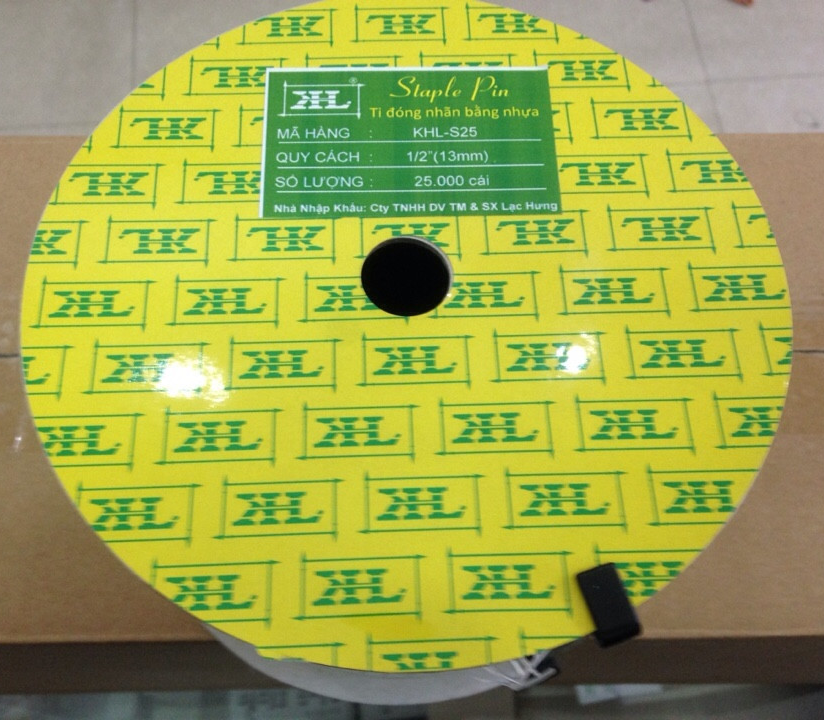 KHL® Staple Pin
Ti đóng nhãn bằng nhựa
MÃ HÀNG : KHL-S25
QUY CÁCH : 1/2"(13mm)
SỐ LƯỢNG : 25.000 cái
Nhà Nhập Khẩu: Cty TNHH DV TM & SX Lạc Hưng